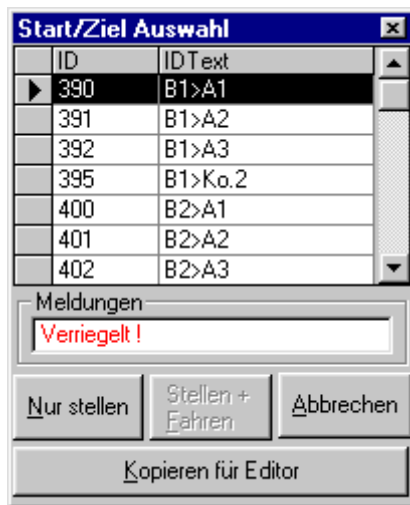 Start/Ziel Auswahl
ID IDText
390 B1>A1
391 B1>A2
392 B1>A3
395 B1>Ko.2
400 B2>A1
401 B2>A2
402 B2>A3
Meldungen
Verriegelt !
Nur stellen
Stellen +
Fahren
Abbrechen
Kopieren für Editor